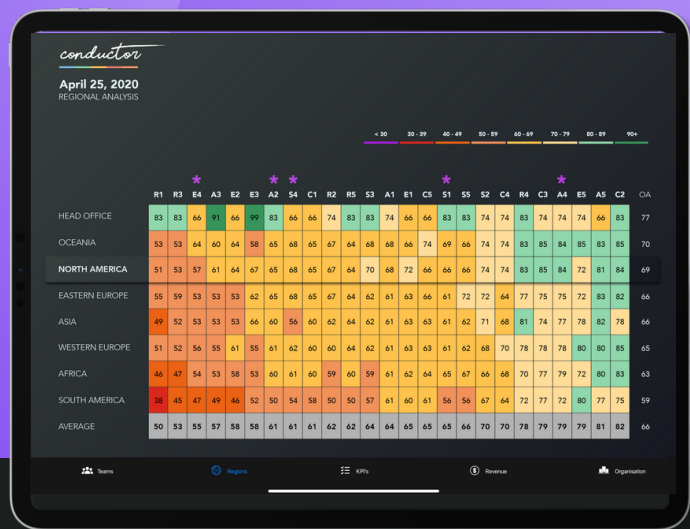 conductor
April 25, 2020
REGIONAL ANALYSIS
< 30 30 - 39 40 - 49 50 - 59 60 - 69 70 - 79 80 - 89 90+
* * * * *
R1 R3 E4 A3 E2 E3 A2 S4 C1 R2 R5 S3 A1 E1 C5 S1 S5 S2 C4 R4 C3 A4 E5 A5 C2 OA
HEAD OFFICE 83 83 66 91 66 99 83 66 66 74 83 83 74 66 66 83 83 74 74 83 74 74 74 66 83 77
OCEANIA 53 53 64 60 64 58 65 68 65 67 64 68 68 66 74 69 66 74 74 83 85 84 85 83 85 70
NORTH AMERICA 51 53 57 61 64 67 65 68 65 67 64 70 68 72 66 66 66 74 74 83 85 84 72 81 84 69
EASTERN EUROPE 55 59 53 53 53 62 65 68 65 67 64 62 61 63 66 61 72 72 64 77 75 75 72 83 82 66
ASIA 49 52 53 53 53 66 60 56 60 62 64 62 61 63 63 61 62 71 68 81 74 77 78 82 78 66
WESTERN EUROPE 51 52 56 55 61 55 61 62 60 60 64 62 61 63 63 61 62 68 70 78 78 78 80 80 85 65
AFRICA 46 47 54 53 58 53 60 61 60 59 60 59 61 62 61 65 67 66 68 70 77 79 72 80 83 63
SOUTH AMERICA 38 45 47 49 46 52 50 54 58 50 50 57 61 60 61 56 56 67 64 72 77 72 80 77 75 59
AVERAGE 50 53 55 57 58 58 61 61 61 62 62 64 64 65 65 65 66 70 70 78 79 79 79 81 82 66
Teams Regions KPI's Revenue Organisation